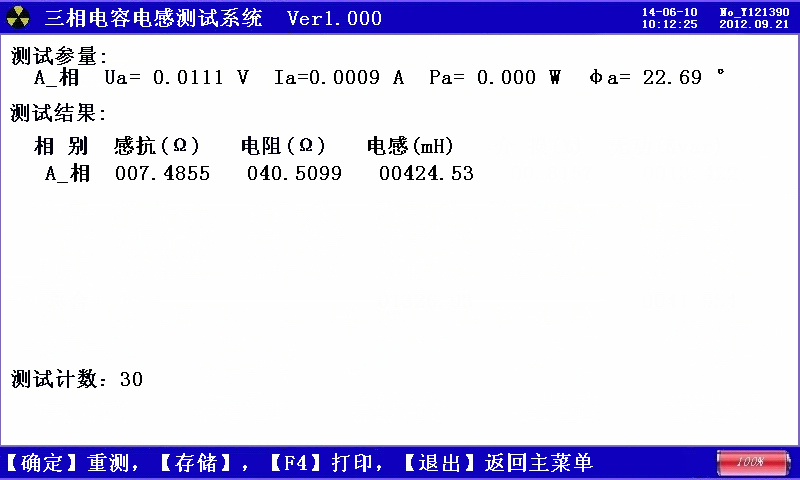 三相电容电感测试系统 Ver1.000
14-06-10 No_Y121390
10:12:25 2012.09.21
测试参量:
A_相 Ua= 0.0111 V Ia=0.0009 A Pa= 0.000 W Φa= 22.69 °
测试结果:
相 别 感抗(Ω) 电阻(Ω) 电感(mH)
A_相 007.4855 040.5099 00424.53
测试计数: 30
【确定】重测, 【存储】, 【F4】打印, 【退出】返回主菜单
100%